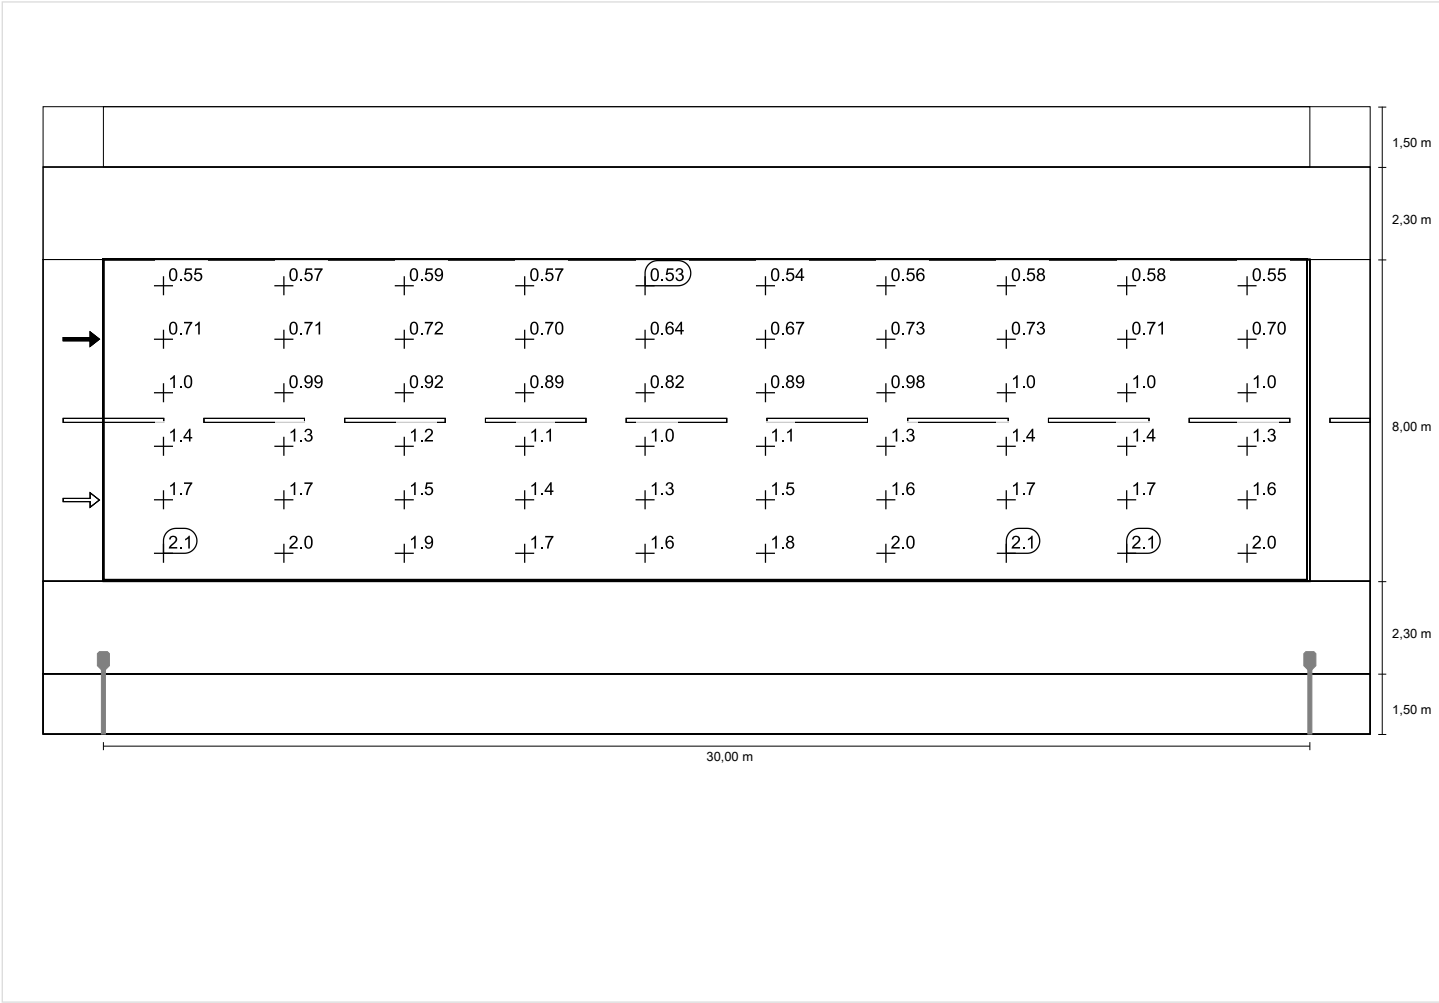 1,50 m
2,30 m
0.55 0.57 0.59 0.57 0.53 0.54 0.56 0.58 0.58 0.55
0.71 0.71 0.72 0.70 0.64 0.67 0.73 0.73 0.71 0.70
1.0 0.99 0.92 0.89 0.82 0.89 0.98 1.0 1.0 1.0
8,00 m
1.4 1.3 1.2 1.1 1.0 1.1 1.3 1.4 1.4 1.3
1.7 1.7 1.5 1.4 1.3 1.5 1.6 1.7 1.7 1.6
2.1 2.0 1.9 1.7 1.6 1.8 2.0 2.1 2.1 2.0
2,30 m
1,50 m
30,00 m